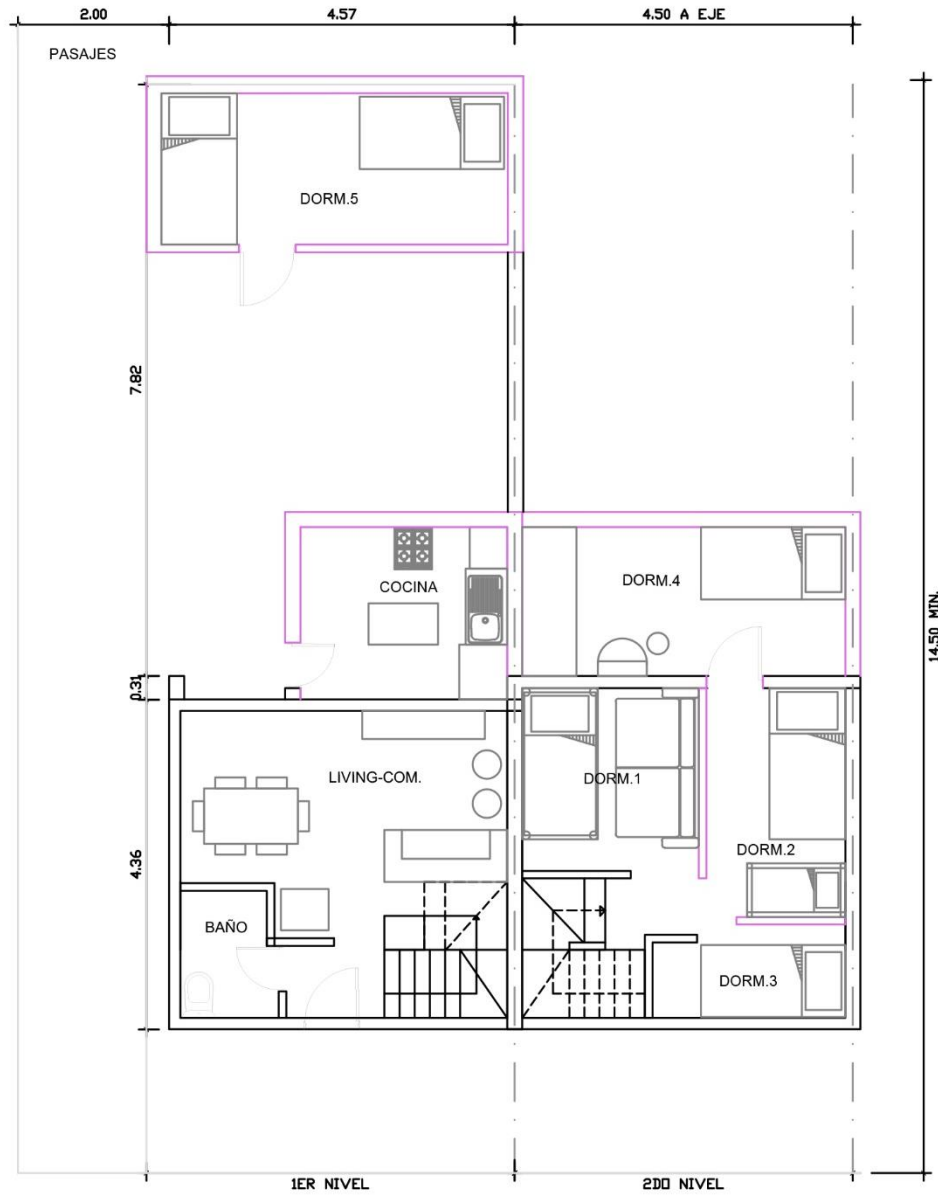 2.00
4.57
4.50 A EJE
PASAJES
DORM.5
7.82
COCINA
DORM.4
14.50 MIN.
0.31
LIVING-COM.
DORM.1
4.36
DORM.2
BAÑO
DORM.3
1ER NIVEL
2DO NIVEL